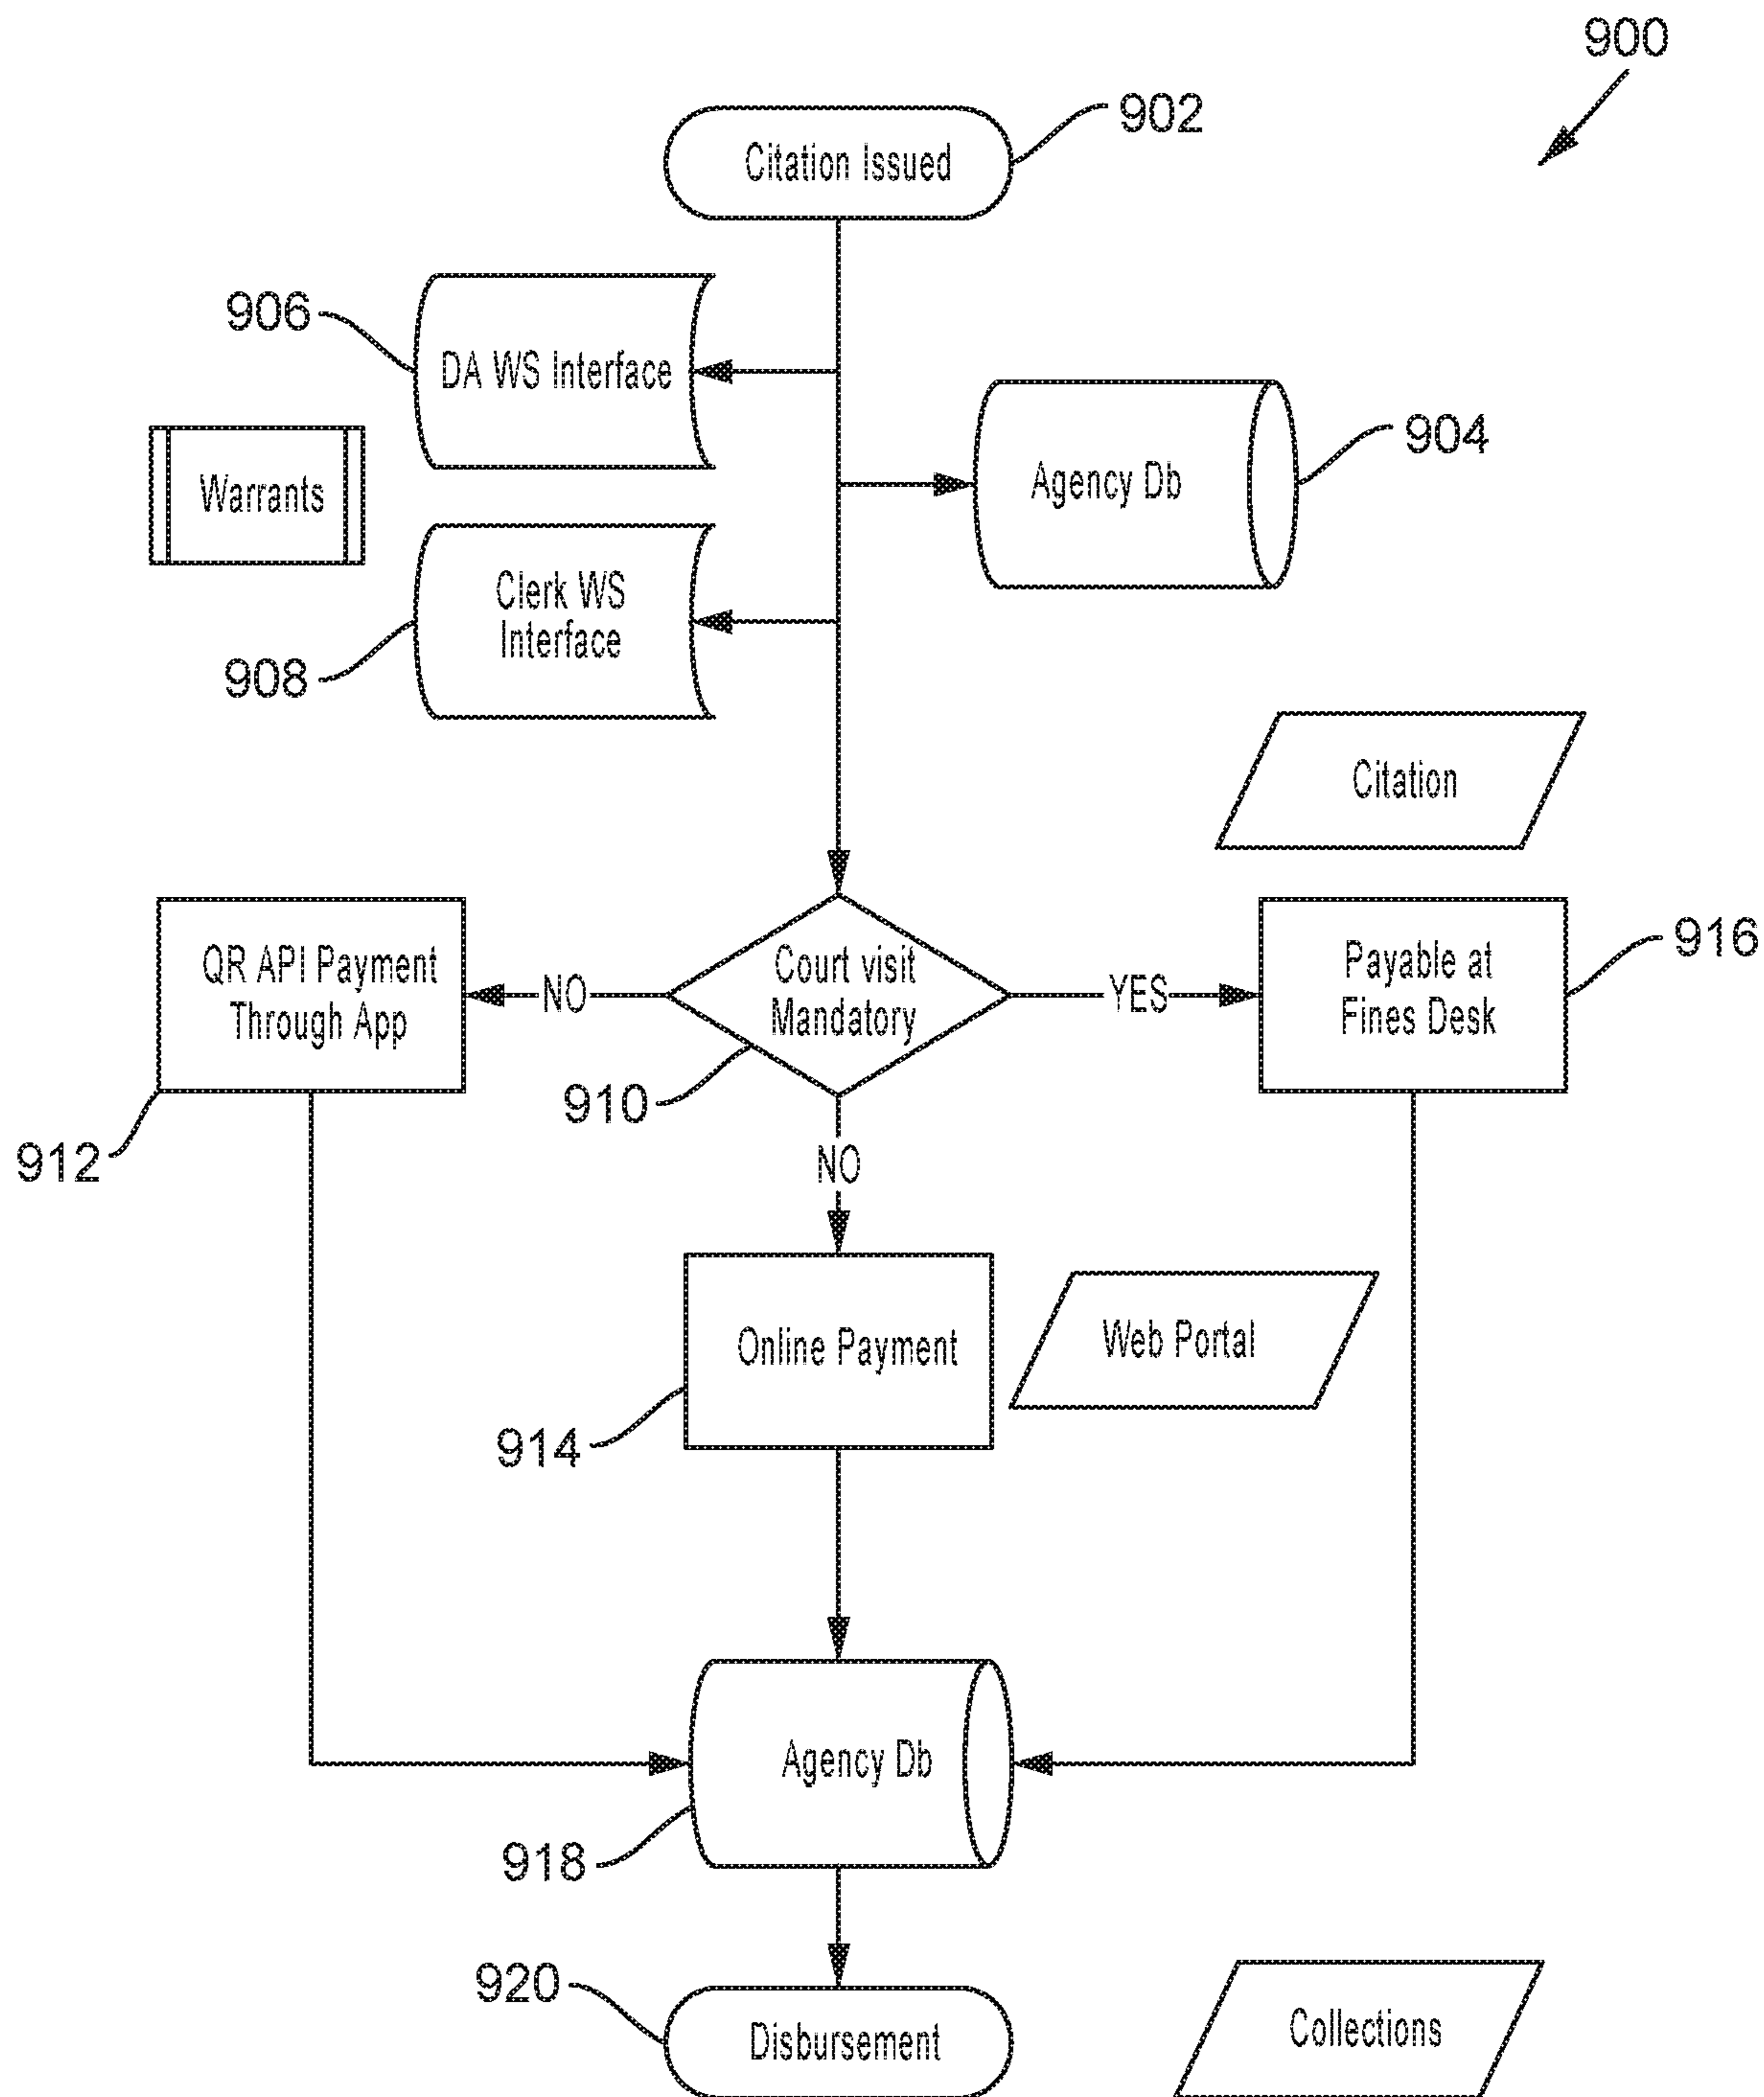 900
902
Citation Issued
906
DA WS Interface
904
Agency Db
Warrants
Clerk WS
Interface
908
Citation
QR API Payment
Through App
NO
Court visit
Mandatory
YES
Payable at
Fines Desk
916
910
912
NO
Online Payment
Web Portal
914
Agency Db
918
920
Disbursement
Collections